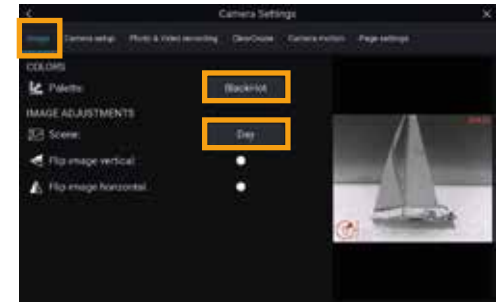 Camera Settings
Image Camera setup Photo & Video recording ClearCruise Camera motion Page settings
COLORS
Palette: BlackHot
IMAGE ADJUSTMENTS
Scene: Day
Flip image vertical:
Flip image horizontal: